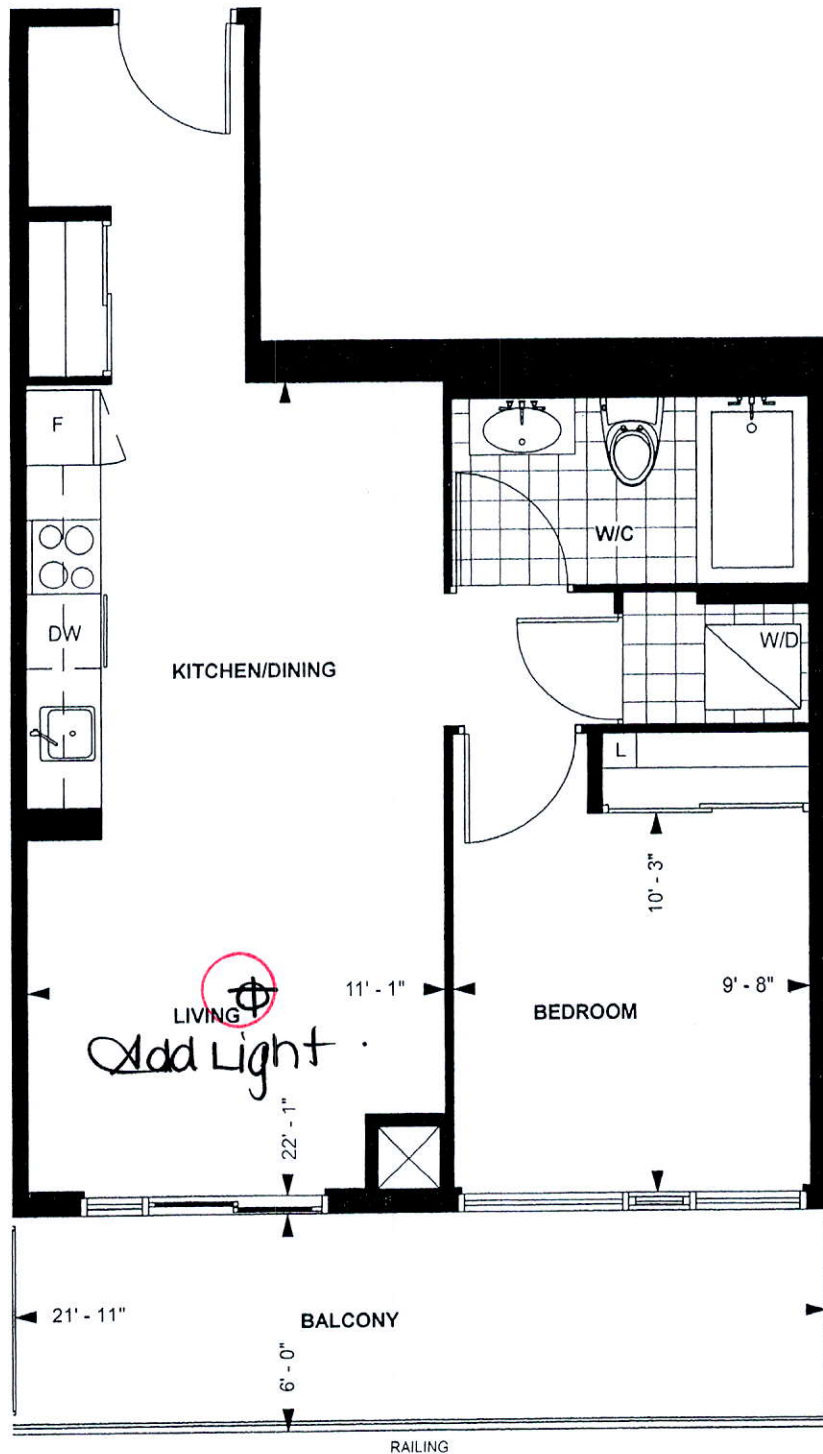 F
W/C
DW
W/D
KITCHEN/DINING
L
10' - 3"
11' - 1"
9' - 8"
LIVING
BEDROOM
Add Light
22' - 1"
21' - 11"
BALCONY
6' - 0"
RAILING